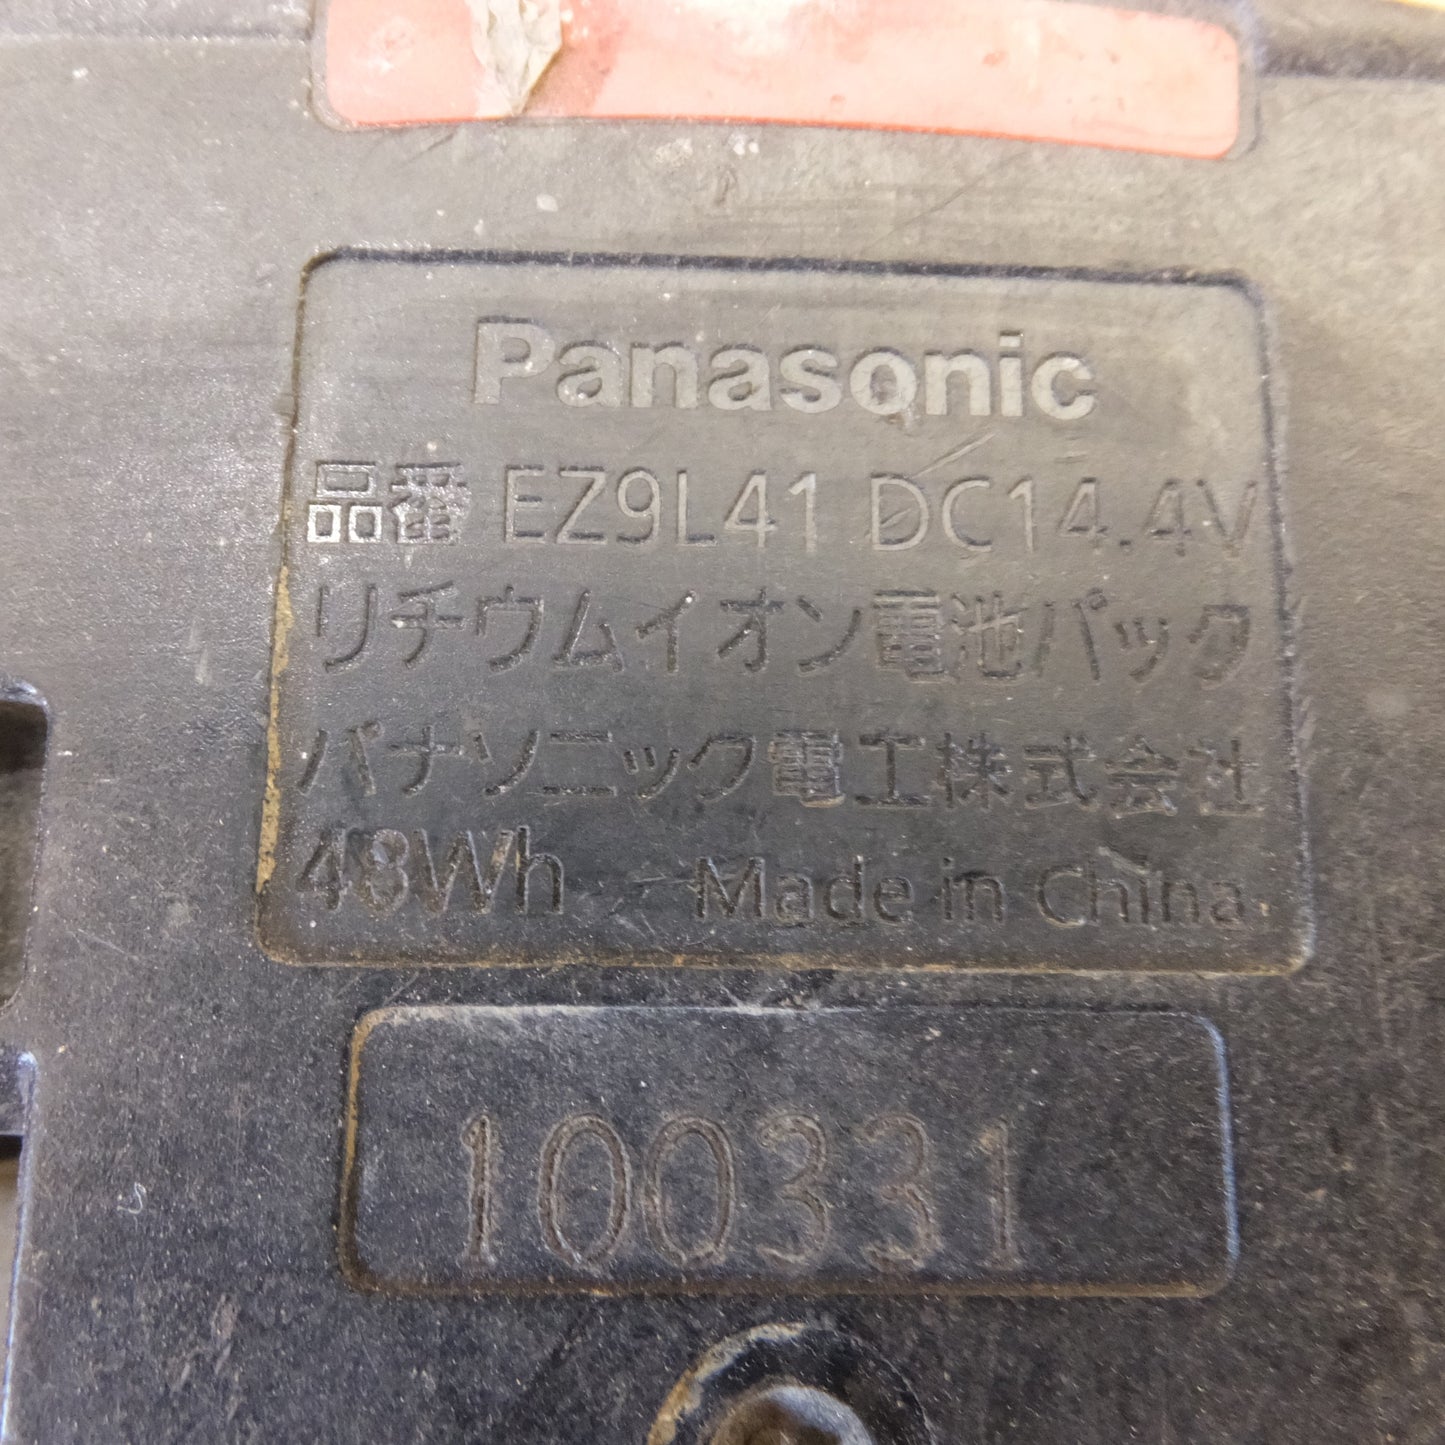 Panasonic
品番 EZ9L41 DC14.4V
リチウムイオン電池パック
パナソニック電工株式会社
48Wh Made in China
100331